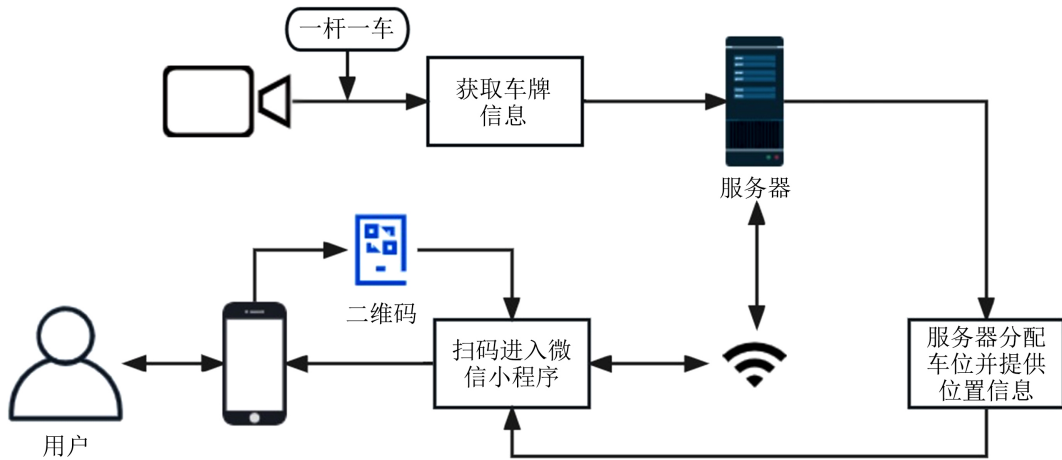 一杆一车
获取车牌
信息
服务器
二维码
扫码进入微
信小程序
服务器分配
车位并提供
位置信息
用户